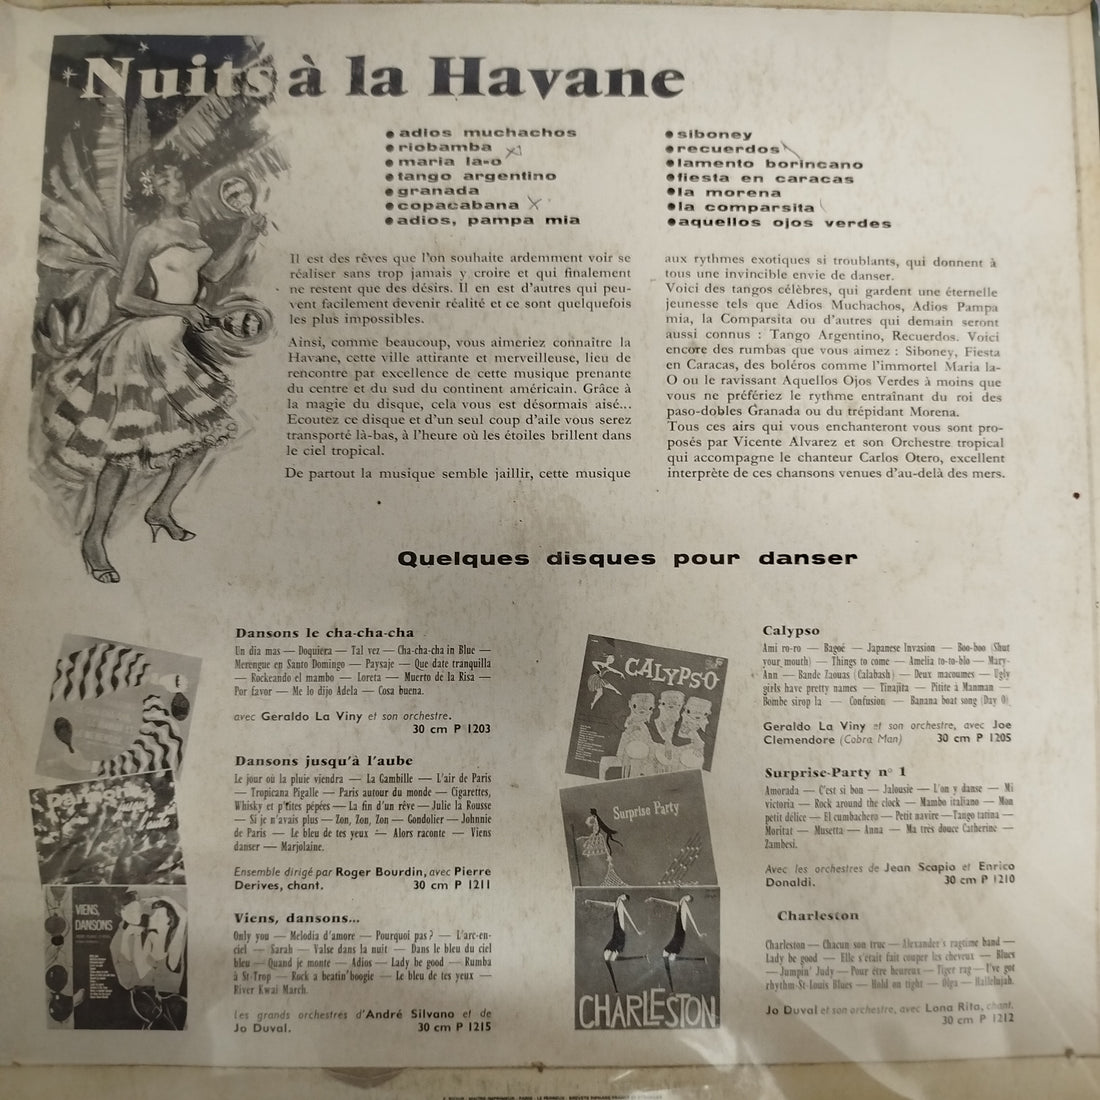 Nuits à la Havane
● adios muchachos
● riobamba
● maria la-o
● tango argentino
● granada
● copacabana
● adios, pampa mia
● siboney
● recuerdos
● lamento borincano
● fiesta en caracas
● la morena
● la comparsita
● aquellos ojos verdes
Il est des rêves que l'on souhaite ardemment voir se
réaliser sans trop jamais y croire et qui finalement
ne restent que des désirs. Il en est d'autres qui peu-
vent facilement devenir réalité et ce sont quelquefois
les plus impossibles.
Ainsi, comme beaucoup, vous aimeriez connaître la
Havane, cette ville attirante et merveilleuse, lieu de
rencontre par excellence de cette musique prenante
du centre et du sud du continent américain. Grâce à
la magie du disque, cela vous est désormais aisé...
Ecoutez ce disque et d'un seul coup d'aile vous serez
transporté là-bas, à l'heure où les étoiles brillent dans
le ciel tropical.
De partout la musique semble jaillir, cette musique
aux rythmes exotiques si troublants, qui donnent à
tous une invincible envie de danser.
Voici des tangos célèbres, qui gardent une éternelle
jeunesse tels que Adios Muchachos, Adios Pampa
mia, la Comparsita ou d'autres qui demain seront
aussi connus : Tango Argentino, Recuerdos. Voici
encore des rumbas que vous aimez : Siboney, Fiesta
en Caracas, des boléros comme l'immortel Maria la-
O ou le ravissant Aquellos Ojos Verdes à moins que
vous ne préfériez le rythme entraînant du roi des
paso-dobles Granada ou du trépidant Morena.
Tous ces airs qui vous enchanteront vous sont pro-
posés par Vicente Alvarez et son Orchestre tropical
qui accompagne le chanteur Carlos Otero, excellent
interprète de ces chansons venues d'au-delà des mers.
Quelques disques pour danser
Dansons le cha-cha-cha
Un dia mas — Doquiera — Tal vez — Cha-cha-cha in Blue —
Merengue en Santo Domingo — Paysaje — Que date tranquilla
— Rockeando el mambo — Loreta — Muerto de la Risa —
Por favor — Me lo dijo Adela — Cosa buena.
avec Geraldo La Viny et son orchestre.
30 cm P 1203
Dansons jusqu'à l'aube
Le jour où la pluie viendra — La Gambille — L'air de Paris
— Tropicana Pigalle — Paris autour du monde — Cigarettes,
Whisky et p'tites pépées — La fin d'un rêve — Julie la Rousse
— Si je n'avais plus — Zon, Zon, Zon — Gondolier — Johnnie
de Paris — Le bleu de tes yeux — Alors raconte — Viens
danser — Marjolaine.
Ensemble dirigé par Roger Bourdin, avec Pierre
Derives, chant. 30 cm P 1211
VIENS,
DANSONS
Viens, dansons...
Only you — Melodia d'amore — Pourquoi pas ? — L'arc-en-
ciel — Sarah — Valse dans la nuit — Dans le bleu du ciel
bleu — Quand je monte — Adios — Lady be good — Rumba
à St-Trop — Rock a beatin'boogie — Le bleu de tes yeux —
River Kwai March.
Les grands orchestres d'André Silvano et de
Jo Duval. 30 cm P 1215
CALYPSO
Calypso
Ami ro-ro — Bagoé — Japanese Invasion — Boo-boo (Shut
your mouth) — Things to come — Amelia to-to-blo — Mary-
Ann — Bande Zaouas (Calabash) — Deux macoumes — Ugly
girls have pretty names — Tinajita — Pitite à Manman —
Bombe sirop la — Confusion — Banana boat song (Day O)
Geraldo La Viny et son orchestre, avec Joe
Clemendore (Cobra Man) 30 cm P 1205
Surprise Party
Surprise-Party n° 1
Amorada — C'est si bon — Jalousie — L'on y danse — Mi
victoria — Rock around the clock — Mambo italiano — Mon
petit délice — El cumbachero — Petit navire — Tango tatina —
Moritat — Musetta — Anna — Ma très douce Catherine —
Zambesi.
Avec les orchestres de Jean Scapio et Enrico
Donaldi. 30 cm P 1210
CHARLESTON
Charleston
Charleston — Chacun son truc — Alexander's ragtime band —
Lady be good — Elle s'était fait couper les cheveux — Blues
— Jumpin' Judy — Pour être heureux — Tiger rag — I've got
rhythm-St-Louis Blues — Hold on tight — Olga — Hallelujah.
Jo Duval et son orchestre, avec Lona Rita, chant.
30 cm P 1212